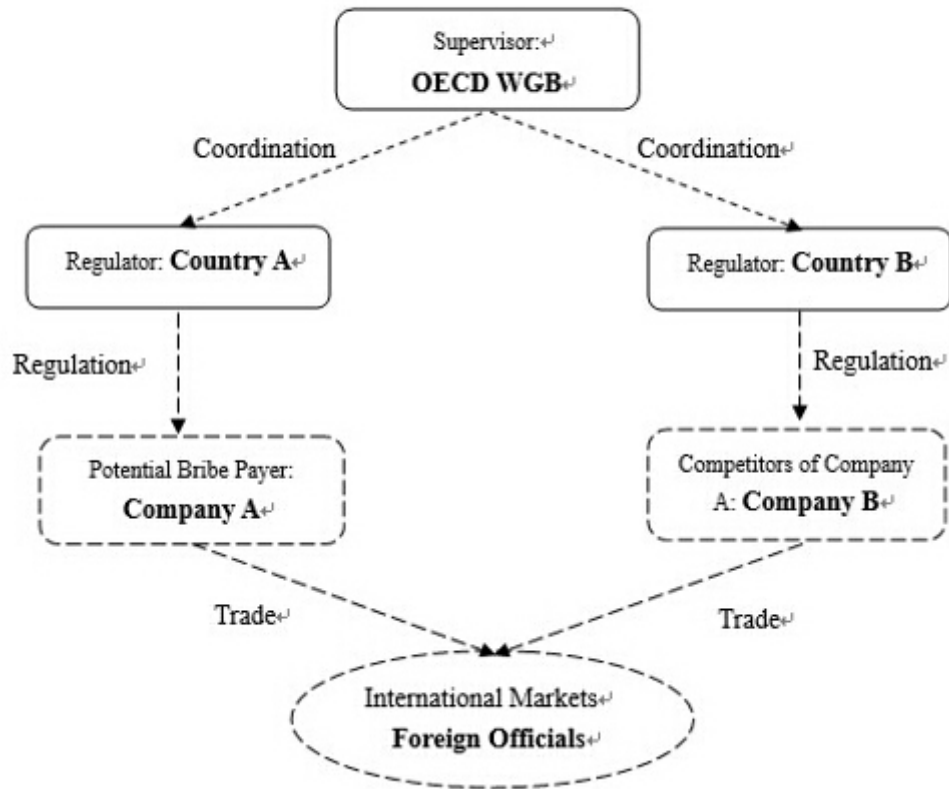 Supervisor:↵
OECD WGB↵
Coordination
Coordination↵
Regulator: Country A↵
Regulator: Country B↵
Regulation↵
Regulation↵
Potential Bribe Payer:
Company A↵
Competitors of Company
A: Company B↵
Trade↵
Trade↵
International Markets↵
Foreign Officials↵